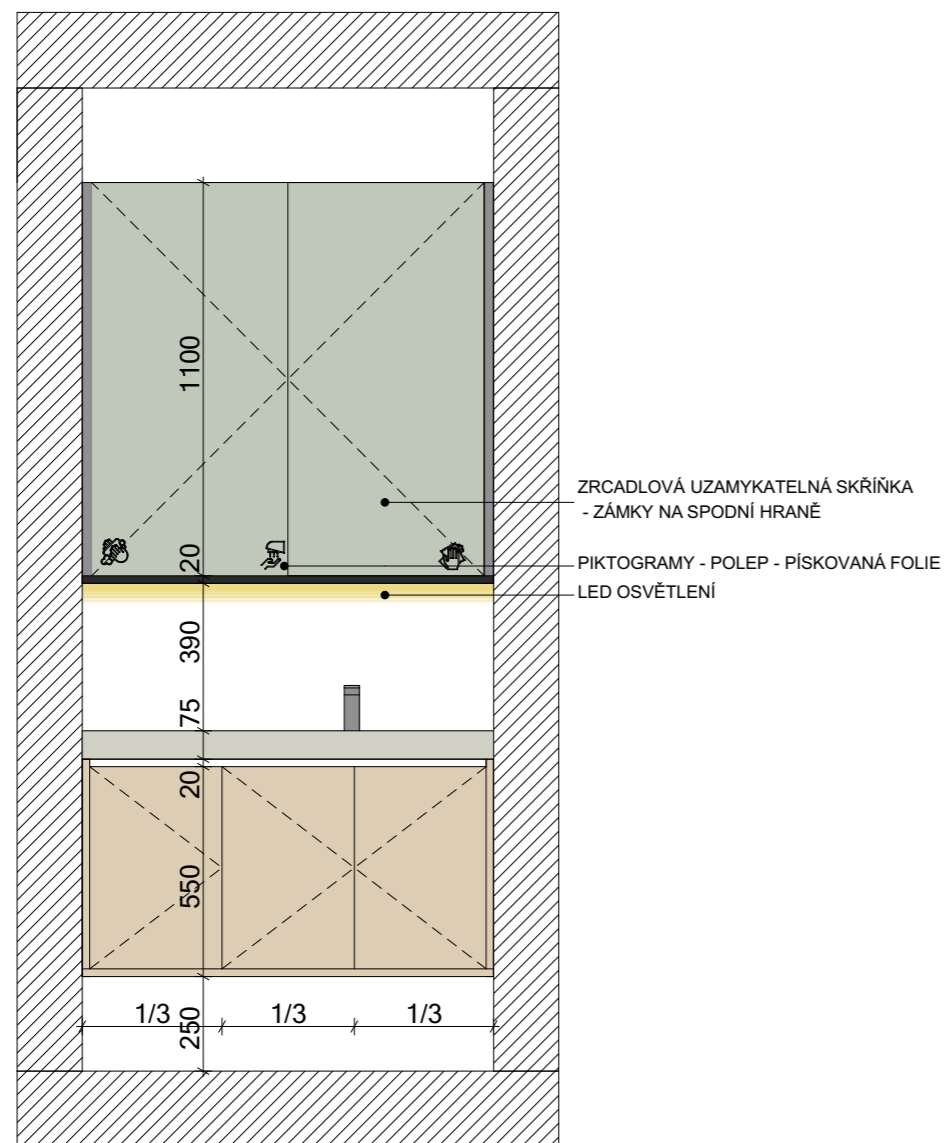 1100
ZRCADLOVÁ UZAMYKATELNÁ SKŘÍŇKA
- ZÁMKY NA SPODNÍ HRANĚ
20
PIKTOGRAMY - POLEP - PÍSKOVANÁ FOLIE
LED OSVĚTLENÍ
390
75
20
550
1/3 1/3 1/3
250